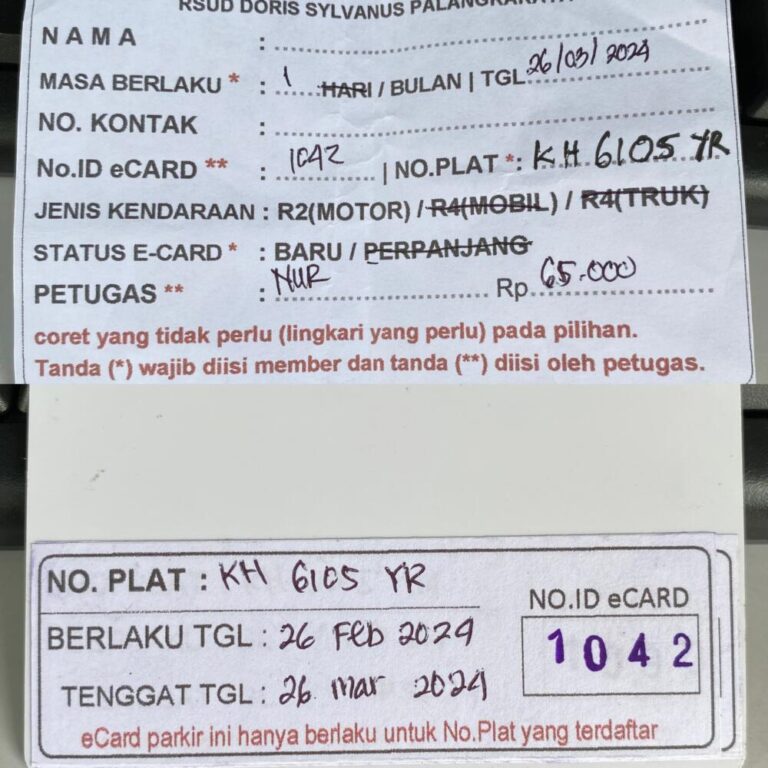 RSUD DORIS SYLVANUS
N A M A :
MASA BERLAKU * : 1 HARI / BULAN | TGL 26/03/2024
NO. KONTAK :
No.ID eCARD ** : 1042 | NO.PLAT *: KH 6105 YR
JENIS KENDARAAN : R2(MOTOR) / R4(MOBIL) / R4(TRUK)
STATUS E-CARD * : BARU / PERPANJANG
PETUGAS ** : NUR Rp 65.000
coret yang tidak perlu (lingkari yang perlu) pada pilihan.
Tanda (*) wajib diisi member dan tanda (**) diisi oleh petugas.
NO. PLAT : KH 6105 YR
BERLAKU TGL : 26 Feb 2024
TENGGAT TGL : 26 mar 2024
NO.ID eCARD
1042
eCard parkir ini hanya berlaku untuk No.Plat yang terdaftar